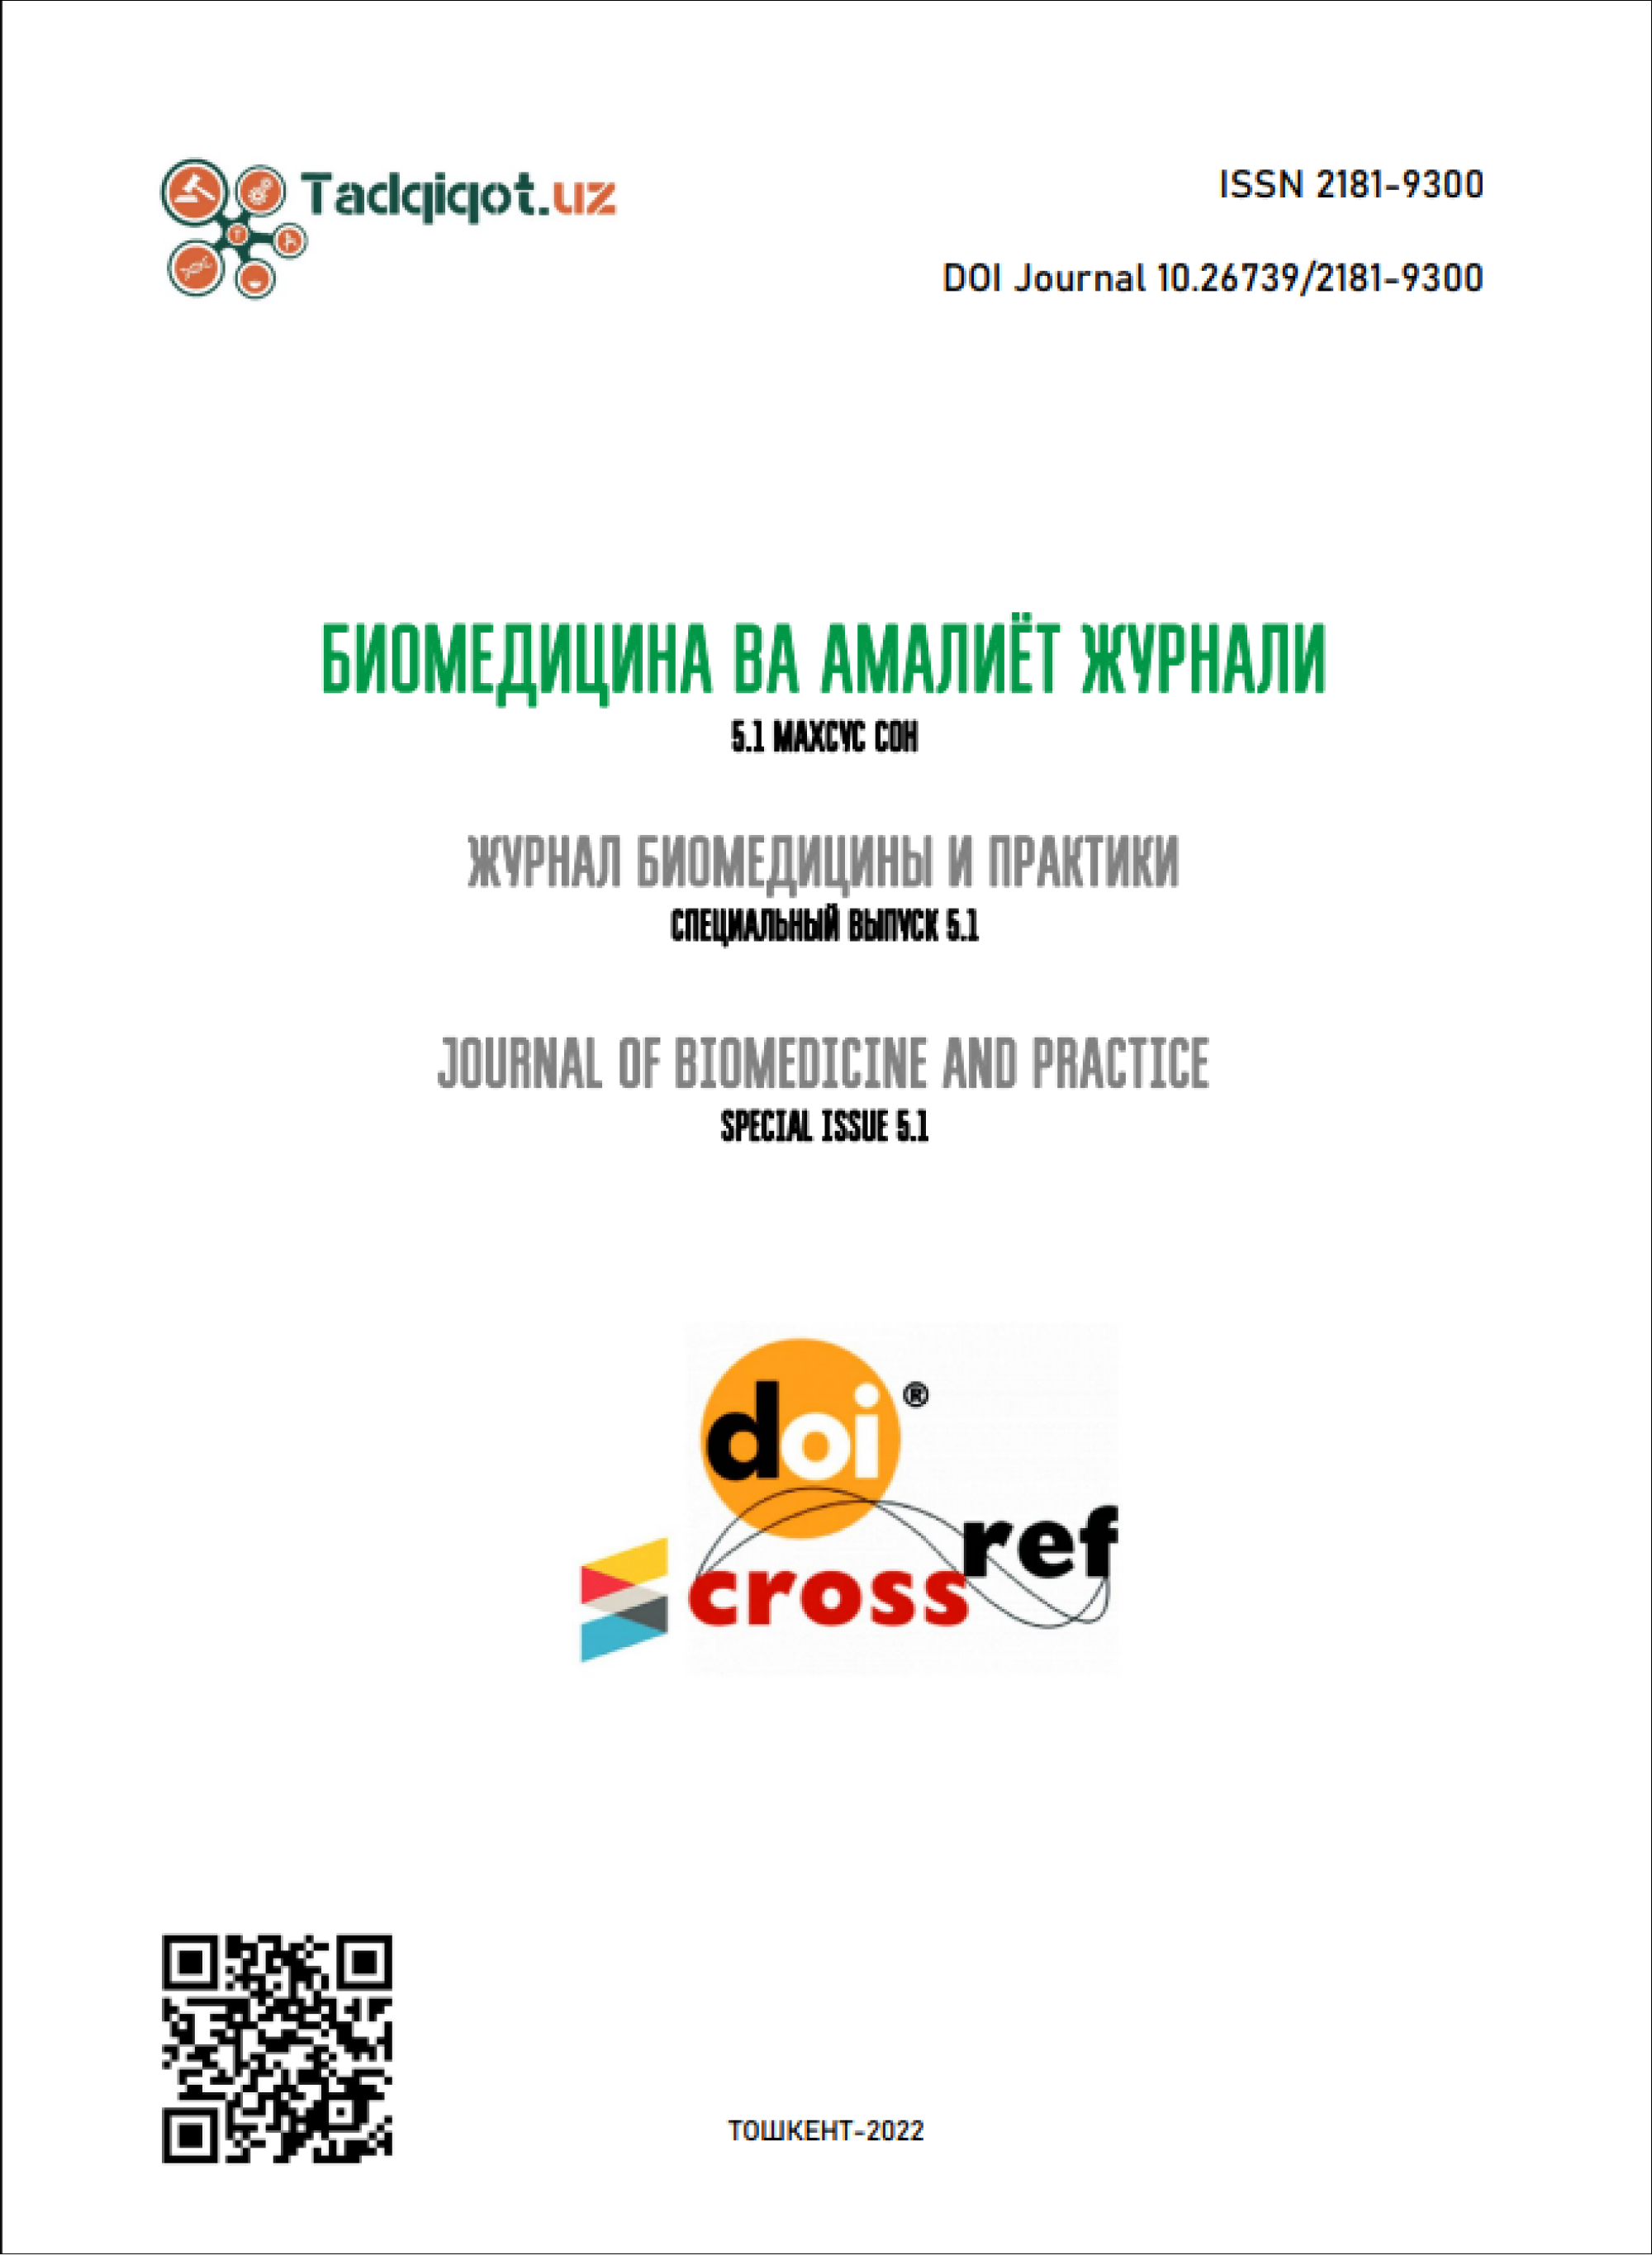 Tadqiqot.uz
ISSN 2181-9300
DOI Journal 10.26739/2181-9300
БИОМЕДИЦИНА ВА АМАЛИЁТ ЖУРНАЛИ
5.1 МАХСУС СОН
ЖУРНАЛ БИОМЕДИЦИНЫ И ПРАКТИКИ
СПЕЦИАЛЬНЫЙ ВЫПУСК 5.1
JOURNAL OF BIOMEDICINE AND PRACTICE
SPECIAL ISSUE 5.1
doi®
crossref
ТОШКЕНТ-2022